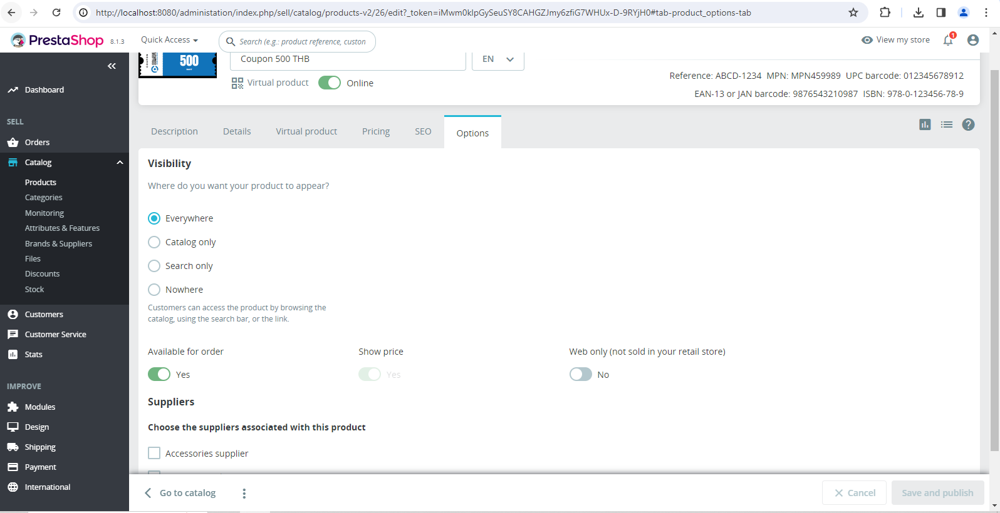 http://localhost:8080/administation/index.php/sell/catalog/products-v2/26/edit?_token=iMwm0klpGySeuSY8CAHGZJmy6zfiG7WHUx-D-9RYjH0#tab-product_options-tab
PrestaShop 8.1.3
Quick Access
Search (e.g.: product reference, custon
View my store
1
500
Coupon 500 THB
EN
Virtual product
Online
Reference: ABCD-1234 MPN: MPN459989 UPC barcode: 012345678912
EAN-13 or JAN barcode: 9876543210987 ISBN: 978-0-123456-78-9
Dashboard
SELL
Orders
Catalog
Products
Categories
Monitoring
Attributes & Features
Brands & Suppliers
Files
Discounts
Stock
Customers
Customer Service
Stats
IMPROVE
Modules
Design
Shipping
Payment
International
Description
Details
Virtual product
Pricing
SEO
Options
Visibility
Where do you want your product to appear?
Everywhere
Catalog only
Search only
Nowhere
Customers can access the product by browsing the
catalog, using the search bar, or the link.
Available for order
Yes
Show price
Yes
Web only (not sold in your retail store)
No
Suppliers
Choose the suppliers associated with this product
Accessories supplier
Go to catalog
Cancel
Save and publish